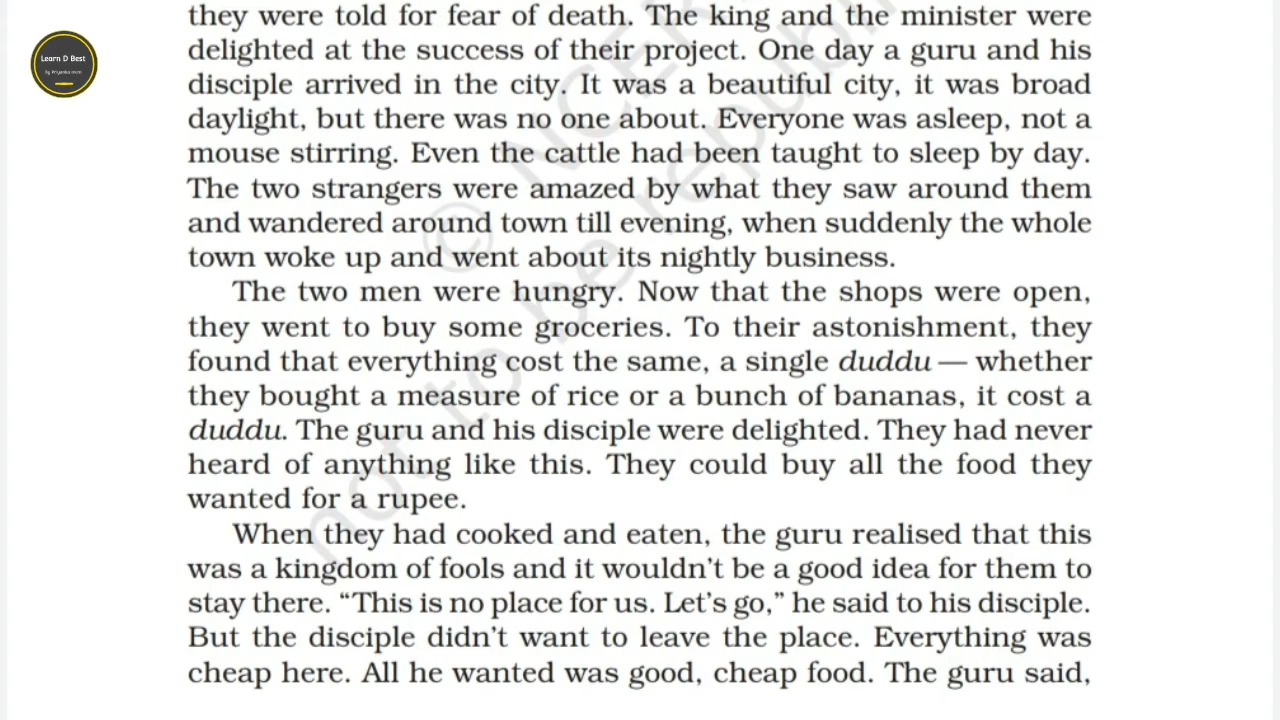 they were told for fear of death. The king and the minister were
Learn D Best
by Priyanka mam
delighted at the success of their project. One day a guru and his
disciple arrived in the city. It was a beautiful city, it was broad
daylight, but there was no one about. Everyone was asleep, not a
mouse stirring. Even the cattle had been taught to sleep by day.
The two strangers were amazed by what they saw around them
and wandered around town till evening, when suddenly the whole
town woke up and went about its nightly business.
The two men were hungry. Now that the shops were open,
they went to buy some groceries. To their astonishment, they
found that everything cost the same, a single duddu — whether
they bought a measure of rice or a bunch of bananas, it cost a
duddu. The guru and his disciple were delighted. They had never
heard of anything like this. They could buy all the food they
wanted for a rupee.
When they had cooked and eaten, the guru realised that this
was a kingdom of fools and it wouldn't be a good idea for them to
stay there. “This is no place for us. Let's go,” he said to his disciple.
But the disciple didn't want to leave the place. Everything was
cheap here. All he wanted was good, cheap food. The guru said,
© NCER
not to be republi